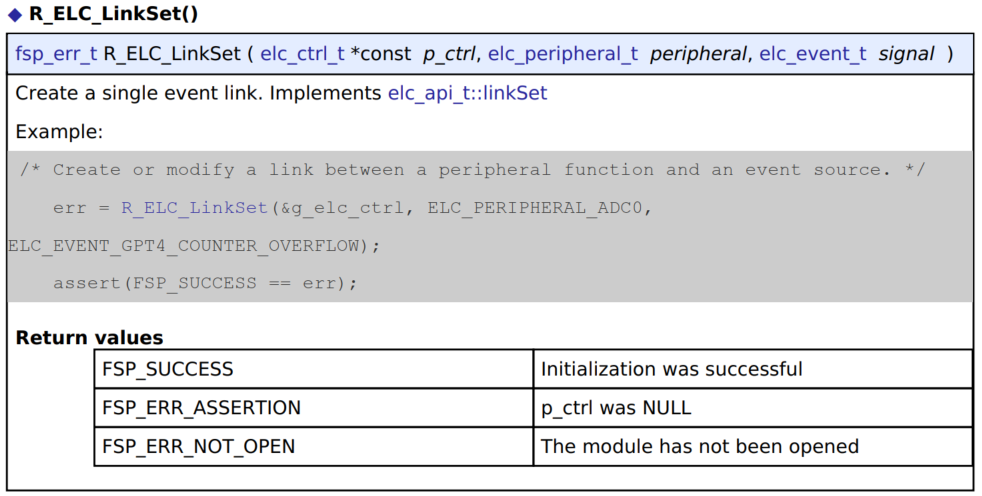 ◆ R_ELC_LinkSet()
fsp_err_t R_ELC_LinkSet ( elc_ctrl_t *const p_ctrl, elc_peripheral_t peripheral, elc_event_t signal )
Create a single event link. Implements elc_api_t::linkSet
Example:
/* Create or modify a link between a peripheral function and an event source. */
err = R_ELC_LinkSet(&g_elc_ctrl, ELC_PERIPHERAL_ADC0,
ELC_EVENT_GPT4_COUNTER_OVERFLOW);
assert(FSP_SUCCESS == err);
Return values
FSP_SUCCESS Initialization was successful
FSP_ERR_ASSERTION p_ctrl was NULL
FSP_ERR_NOT_OPEN The module has not been opened